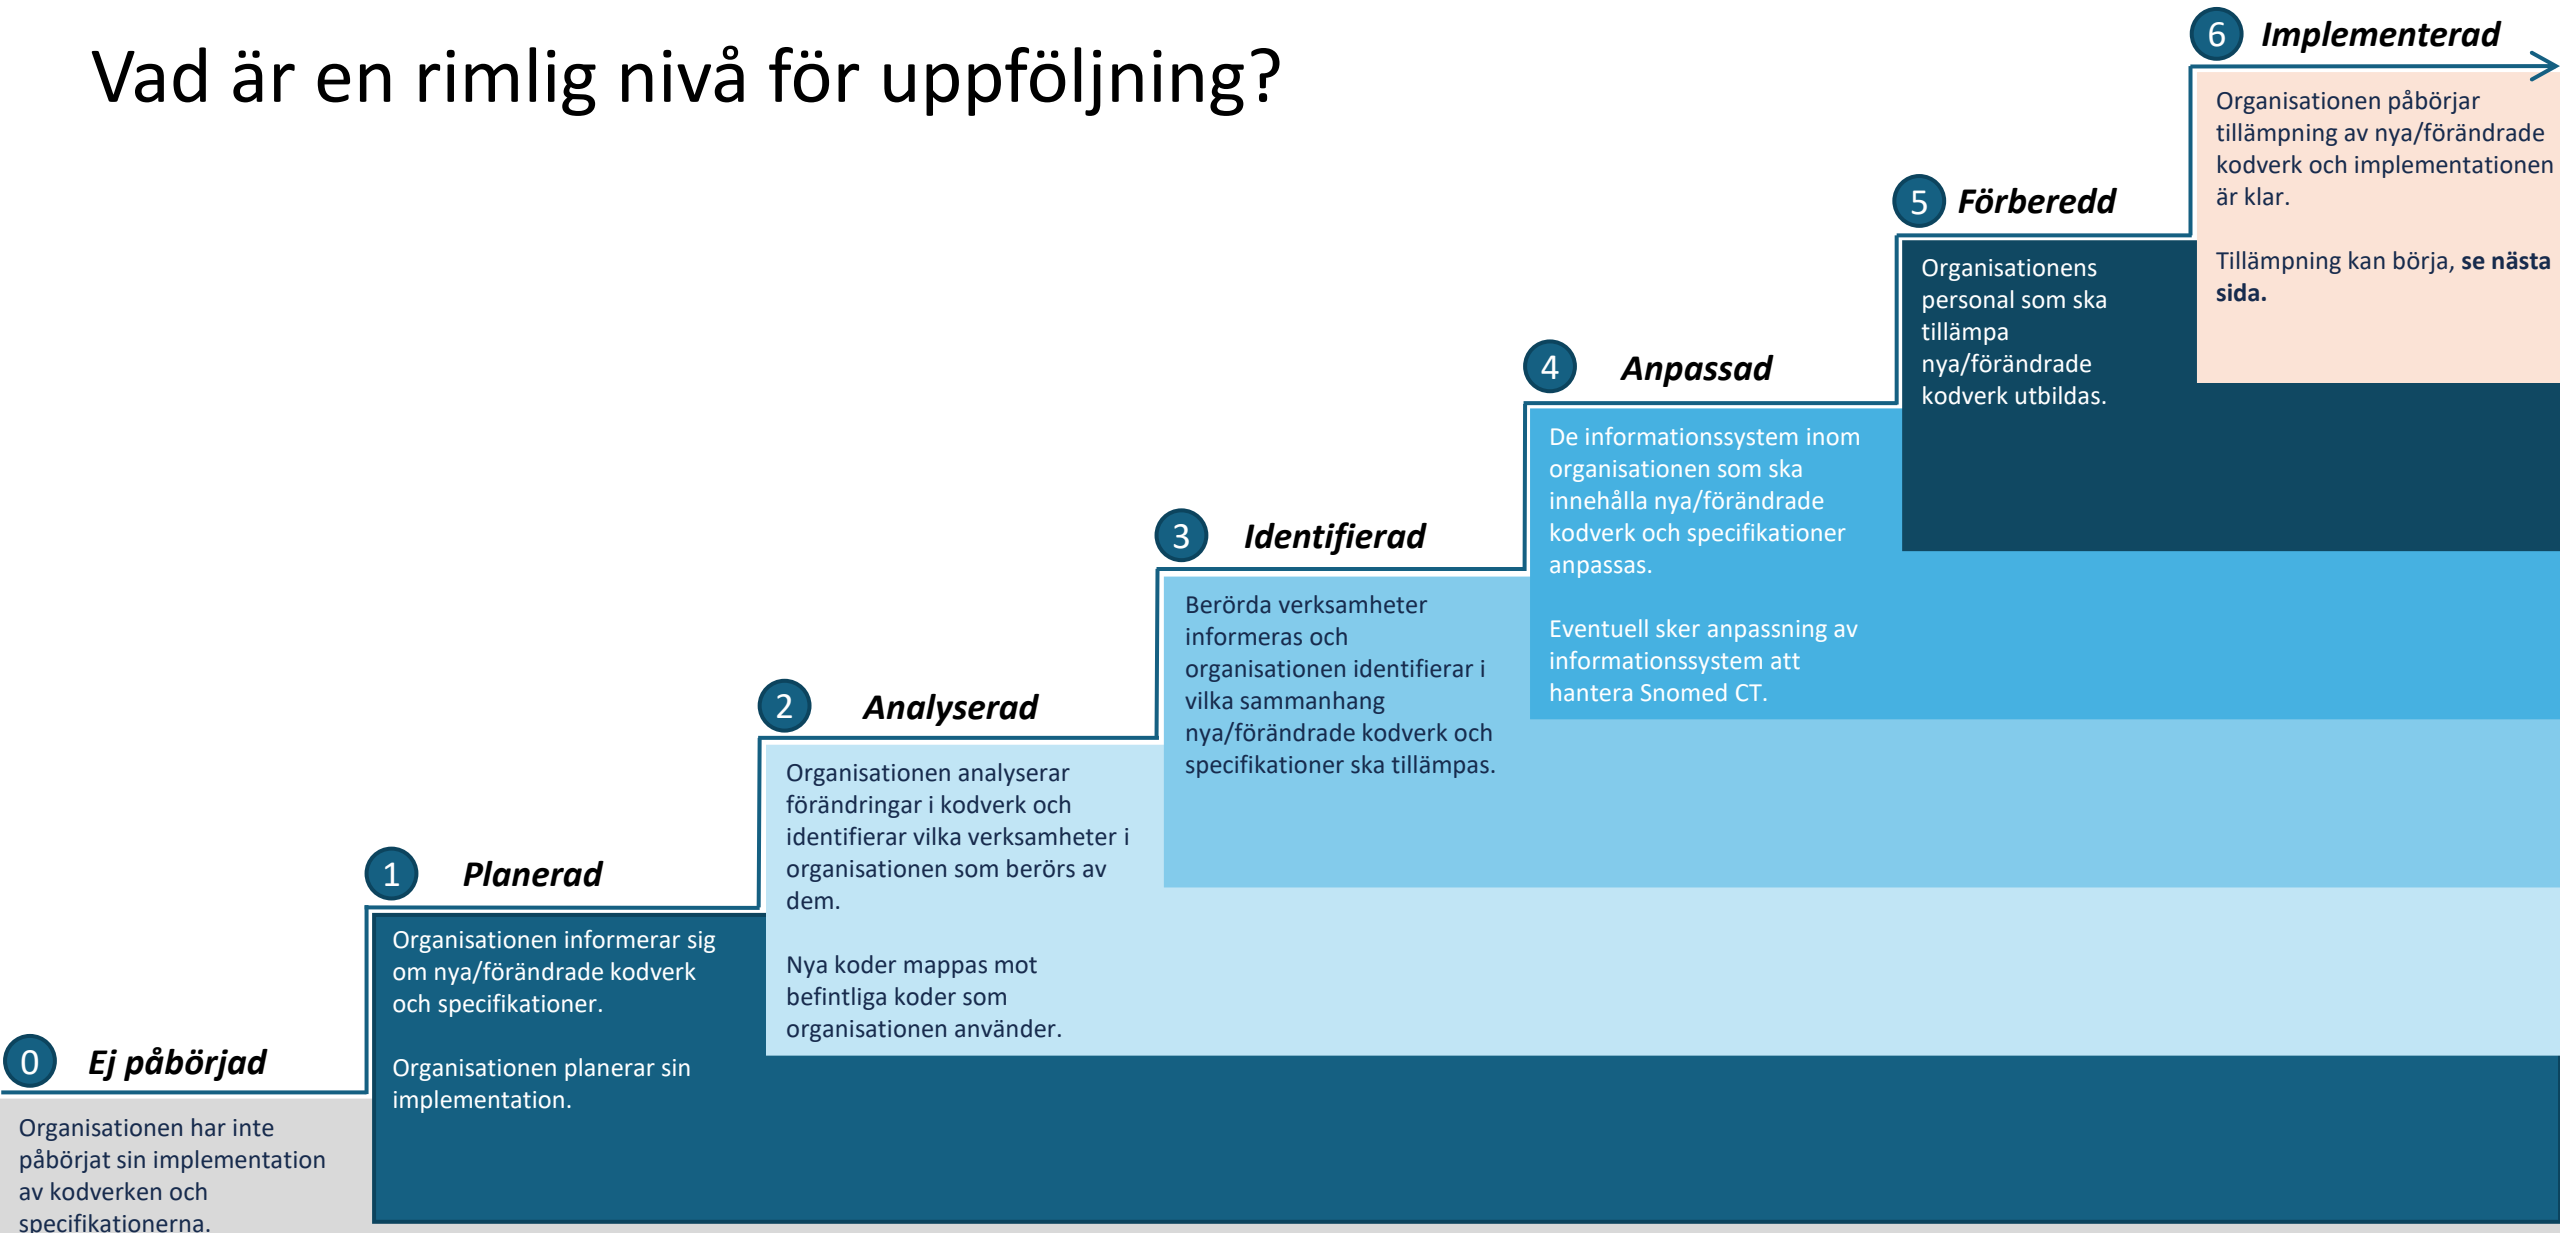 Vad är en rimlig nivå för uppföljning?
0
Ej påbörjad
Organisationen har inte
påbörjat sin implementation
av kodverken och
specifikationerna.
1
Planerad
Organisationen informerar sig
om nya/förändrade kodverk
och specifikationer.
Organisationen planerar sin
implementation.
2
Analyserad
Organisationen analyserar
förändringar i kodverk och
identifierar vilka verksamheter i
organisationen som berörs av
dem.
Nya koder mappas mot
befintliga koder som
organisationen använder.
3
Identifierad
Berörda verksamheter
informeras och
organisationen identifierar i
vilka sammanhang
nya/förändrade kodverk och
specifikationer ska tillämpas.
4
Anpassad
De informationssystem inom
organisationen som ska
innehålla nya/förändrade
kodverk och specifikationer
anpassas.
Eventuell sker anpassning av
informationssystem att
hantera Snomed CT.
5
Förberedd
Organisationens
personal som ska
tillämpa
nya/förändrade
kodverk utbildas.
6
Implementerad
Organisationen påbörjar
tillämpning av nya/förändrade
kodverk och implementationen
är klar.
Tillämpning kan börja, se nästa
sida.